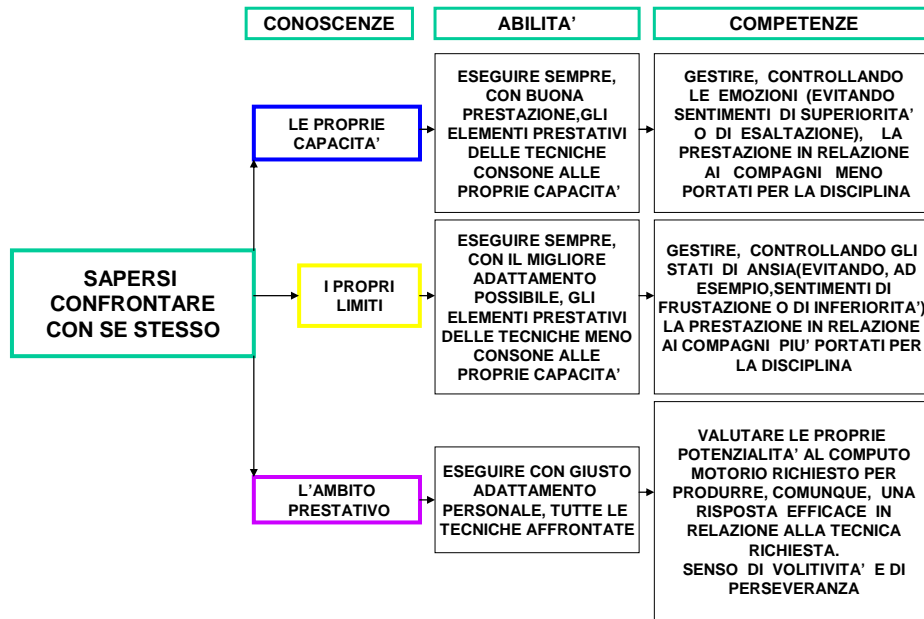 CONOSCENZE
ABILITA’
COMPETENZE
SAPERSI
CONFRONTARE
CON SE STESSO
LE PROPRIE
CAPACITA’
ESEGUIRE SEMPRE,
CON BUONA
PRESTAZIONE,GLI
ELEMENTI PRESTATIVI
DELLE TECNICHE
CONSONE ALLE
PROPRIE CAPACITA’
GESTIRE, CONTROLLANDO
LE EMOZIONI (EVITANDO
SENTIMENTI DI SUPERIORITA’
O DI ESALTAZIONE), LA
PRESTAZIONE IN RELAZIONE
AI COMPAGNI MENO
PORTATI PER LA DISCIPLINA
I PROPRI
LIMITI
ESEGUIRE SEMPRE,
CON IL MIGLIORE
ADATTAMENTO
POSSIBILE, GLI
ELEMENTI PRESTATIVI
DELLE TECNICHE MENO
CONSONE ALLE
PROPRIE CAPACITA’
GESTIRE, CONTROLLANDO GLI
STATI DI ANSIA(EVITANDO, AD
ESEMPIO,SENTIMENTI DI
FRUSTAZIONE O DI INFERIORITA’)
LA PRESTAZIONE IN RELAZIONE
AI COMPAGNI PIU’ PORTATI PER
LA DISCIPLINA
L’AMBITO
PRESTATIVO
ESEGUIRE CON GIUSTO
ADATTAMENTO
PERSONALE, TUTTE LE
TECNICHE AFFRONTATE
VALUTARE LE PROPRIE
POTENZIALITA’ AL COMPUTO
MOTORIO RICHIESTO PER
PRODURRE, COMUNQUE, UNA
RISPOSTA EFFICACE IN
RELAZIONE ALLA TECNICA
RICHIESTA.
SENSO DI VOLITIVITA’ E DI
PERSEVERANZA